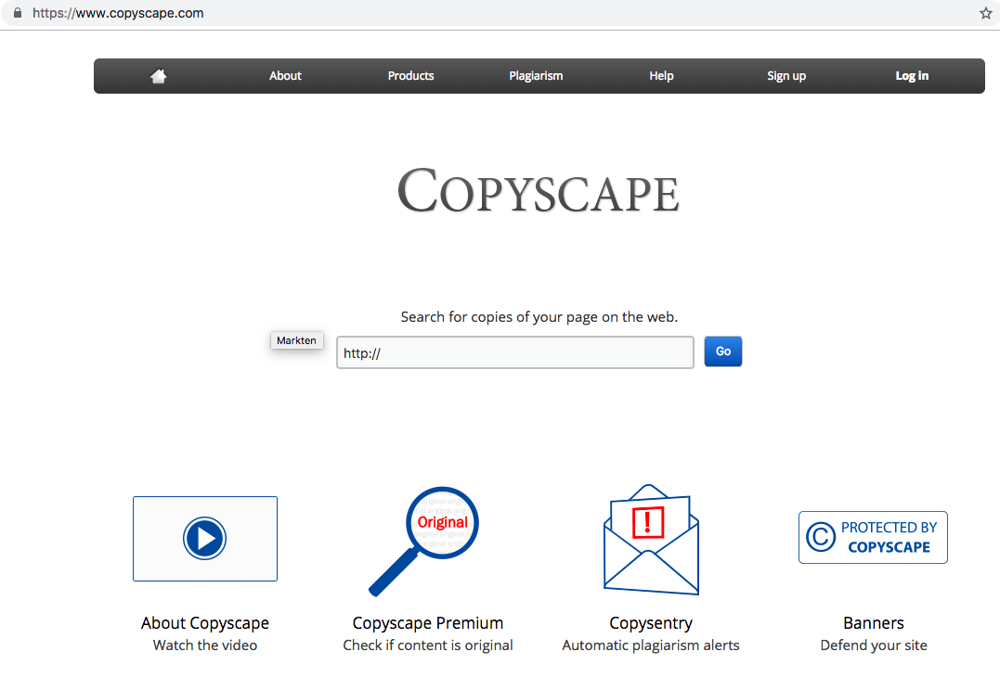 https://www.copyscape.com
About Products Plagiarism Help Sign up Log in
COPYSCAPE
Search for copies of your page on the web.
Markten
http://
Go
Original
!
© PROTECTED BY
COPYSCAPE
About Copyscape
Watch the video
Copyscape Premium
Check if content is original
Copysentry
Automatic plagiarism alerts
Banners
Defend your site